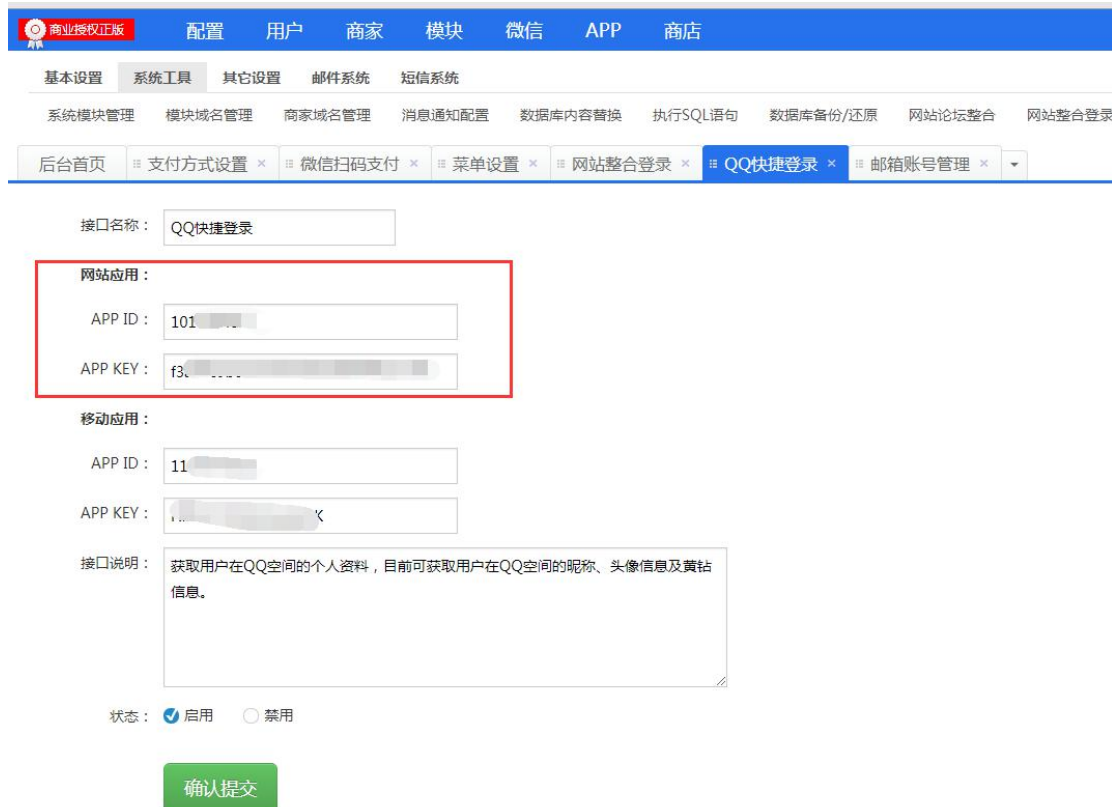 商业授权正版 配置 用户 商家 模块 微信 APP 商店
基本设置 系统工具 其它设置 邮件系统 短信系统
系统模块管理 模块域名管理 商家域名管理 消息通知配置 数据库内容替换 执行SQL语句 数据库备份/还原 网站论坛整合 网站整合登录
后台首页 支付方式设置 × 微信扫码支付 × 菜单设置 × 网站整合登录 × QQ快捷登录 × 邮箱账号管理 ×
接口名称： QQ快捷登录
网站应用：
APP ID： 101
APP KEY：
移动应用：
APP ID： 11
APP KEY： K
接口说明： 获取用户在QQ空间的个人资料，目前可获取用户在QQ空间的昵称、头像信息及黄钻
信息。
状态： 启用 禁用
确认提交